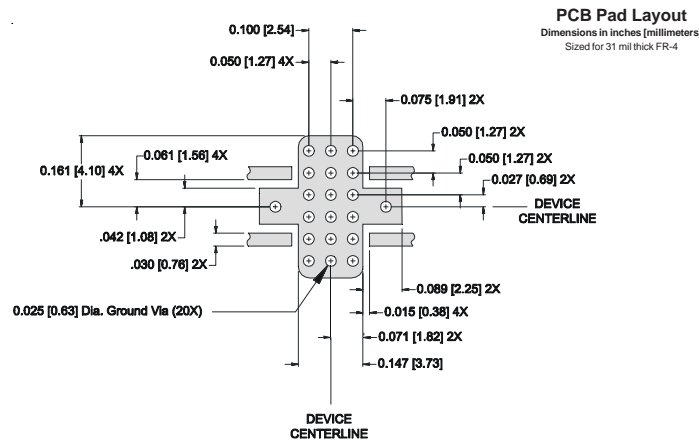 PCB Pad Layout
Dimensions in inches [millimeters
Sized for 31 mil thick FR-4
0.100 [2.54]
0.050 [1.27] 4X
0.075 [1.91] 2X
0.050 [1.27] 2X
0.061 [1.56] 4X
0.050 [1.27] 2X
0.161 [4.10] 4X
0.027 [0.69] 2X
DEVICE
CENTERLINE
.042 [1.08] 2X
.030 [0.76] 2X
0.089 [2.25] 2X
0.025 [0.63] Dia. Ground Via (20X)
0.015 [0.38] 4X
0.071 [1.82] 2X
0.147 [3.73]
DEVICE
CENTERLINE